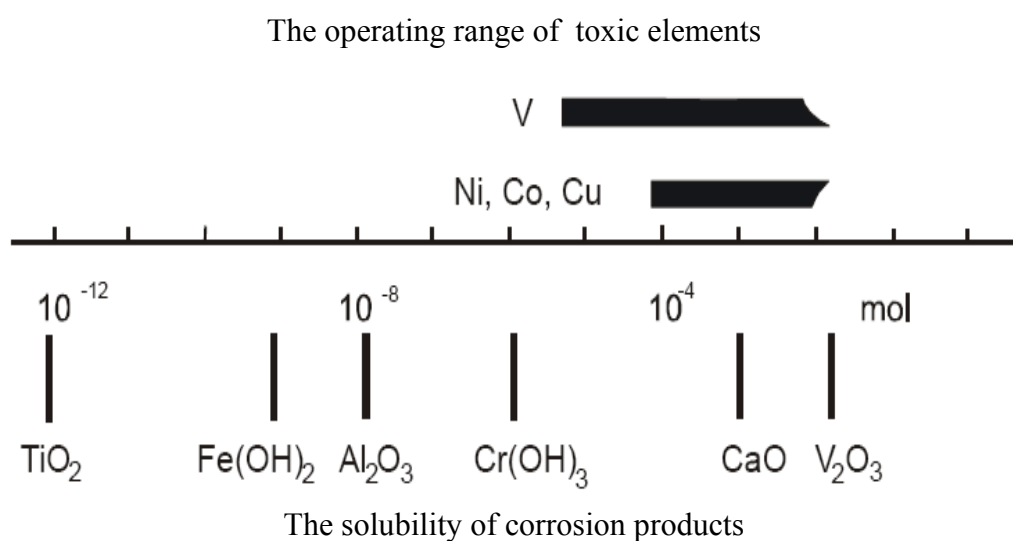 The operating range of toxic elements
V
Ni, Co, Cu
10⁻¹² 10⁻⁸ 10⁻⁴ mol
TiO₂ Fe(OH)₂ Al₂O₃ Cr(OH)₃ CaO V₂O₃
The solubility of corrosion products